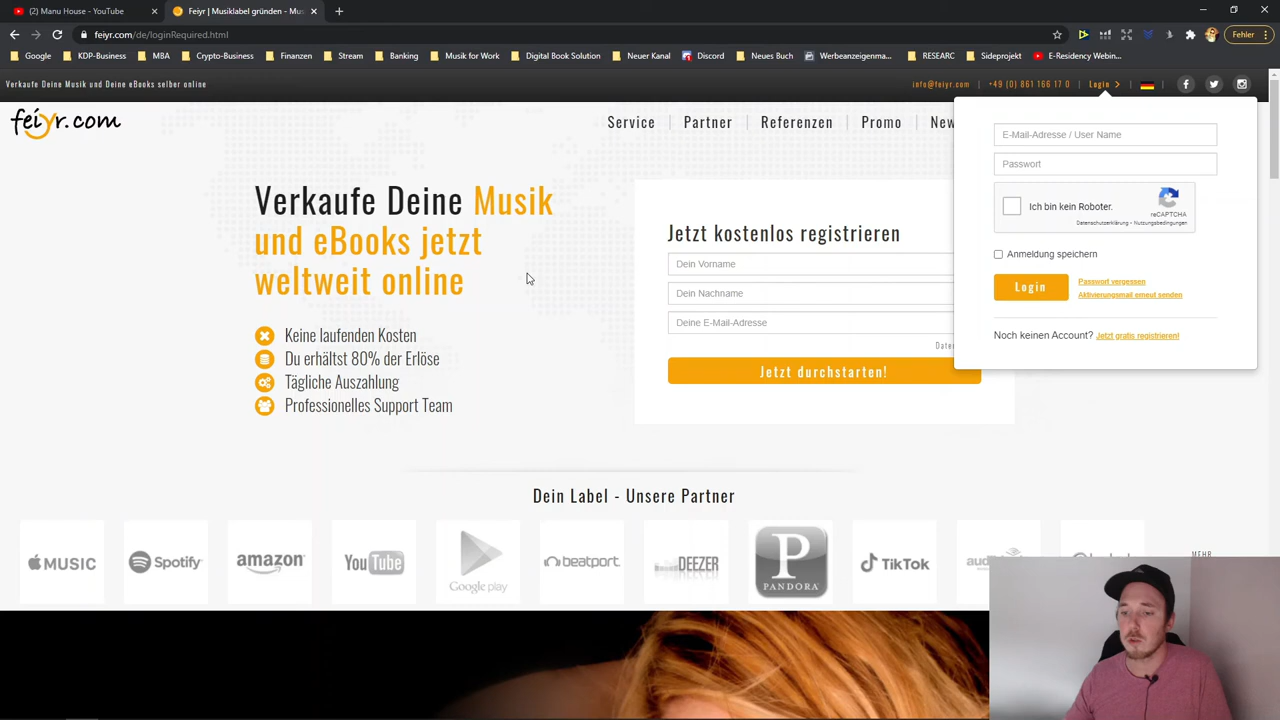 (2) Manu House - YouTube
Feiyr | Musiklabel gründen - Mus
feiyr.com/de/loginRequired.html
Fehler
Google
KDP-Business
MBA
Crypto-Business
Finanzen
Stream
Banking
Musik for Work
Digital Book Solution
Neuer Kanal
Discord
Neues Buch
Werbeanzeigenma...
RESEARC
Sideprojekt
E-Residency Webin...
Verkaufe Deine Musik und Deine eBooks selber online
info@feiyr.com | +49 (0) 861 166 17 0 | Login
feiyr.com
Service | Partner | Referenzen | Promo | New
E-Mail-Adresse / User Name
Passwort
Ich bin kein Roboter.
reCAPTCHA
Datenschutzerklärung - Nutzungsbedingungen
Anmeldung speichern
Login
Passwort vergessen
Aktivierungsmail erneut senden
Noch keinen Account? Jetzt gratis registrieren!
Verkaufe Deine Musik
und eBooks jetzt
weltweit online
Keine laufenden Kosten
Du erhältst 80% der Erlöse
Tägliche Auszahlung
Professionelles Support Team
Jetzt kostenlos registrieren
Dein Vorname
Dein Nachname
Deine E-Mail-Adresse
Jetzt durchstarten!
Dein Label - Unsere Partner
MUSIC
Spotify
amazon
YouTube
Google play
beatport
DEEZER
P
PANDORA
TikTok
MEHR